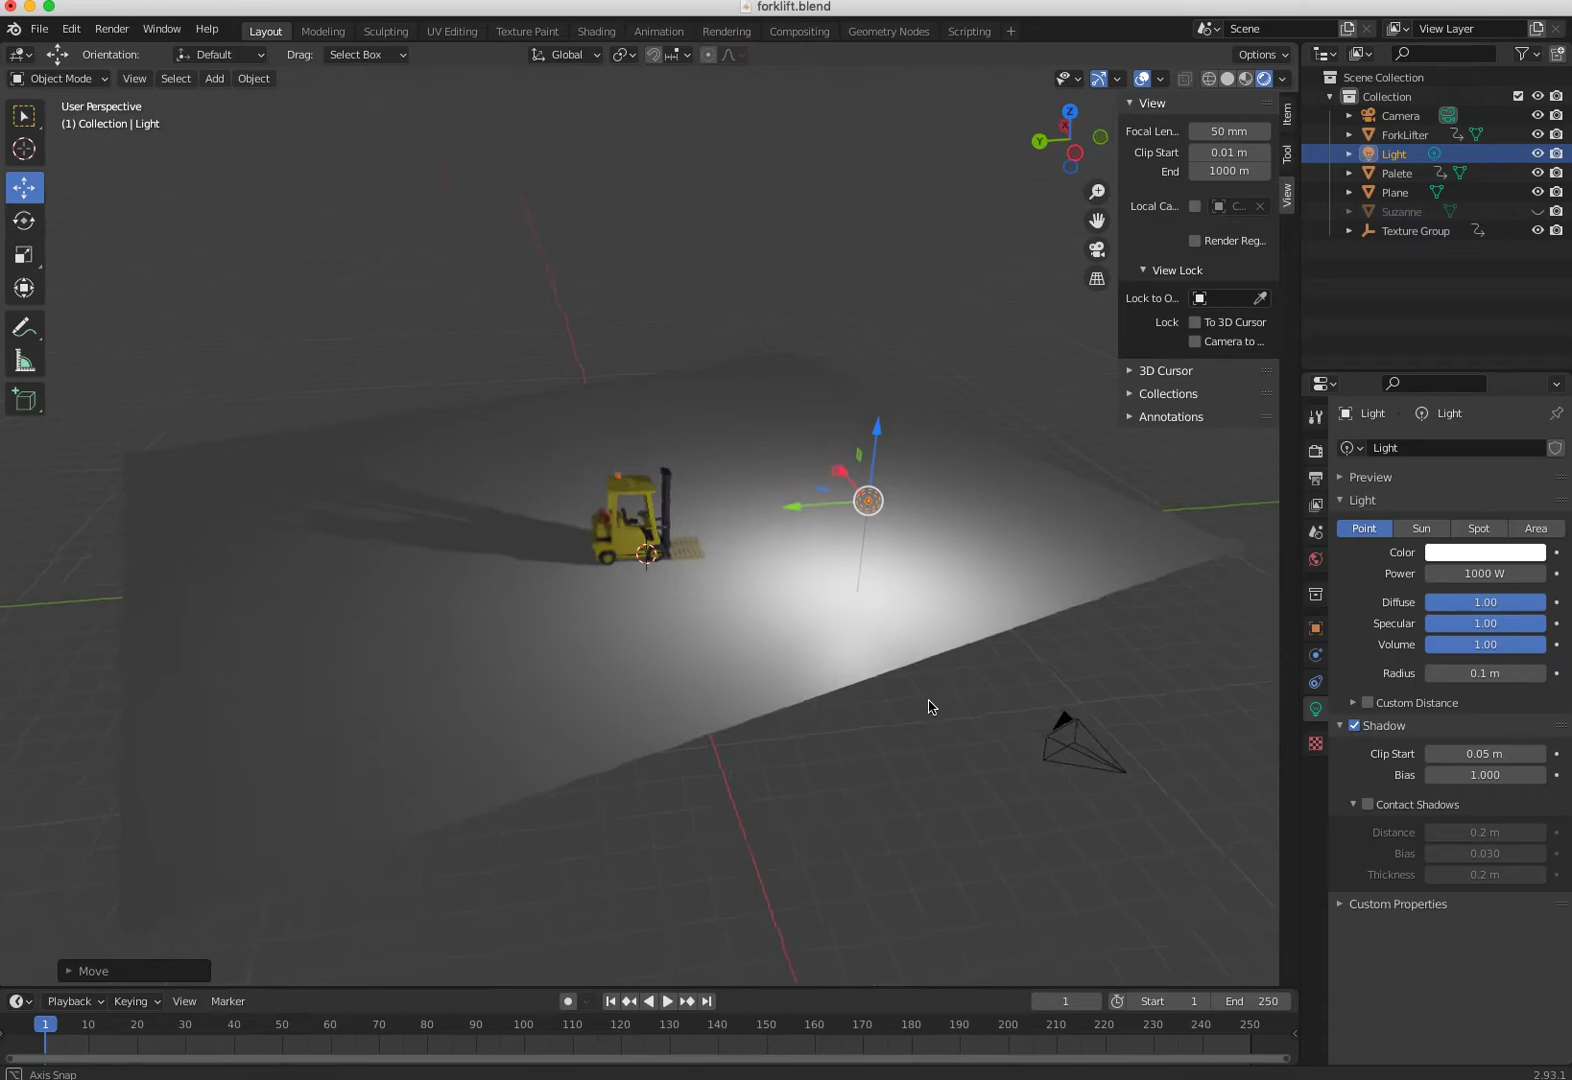 forklift.blend
File Edit Render Window Help Layout Modeling Sculpting UV Editing Texture Paint Shading Animation Rendering Compositing Geometry Nodes Scripting + Scene View Layer
Orientation: Default Drag: Select Box Global Options
Object Mode View Select Add Object
User Perspective
(1) Collection | Light
View
Focal Len... 50 mm
Clip Start 0.01 m
End 1000 m
Local Ca... C...
Render Reg...
View Lock
Lock to O...
Lock To 3D Cursor
Camera to ...
3D Cursor
Collections
Annotations
Item
Tool
View
X
Y
Z
Scene Collection
Collection
Camera
ForkLifter
Light
Palete
Plane
Suzanne
Texture Group
Light Light
Light
Preview
Light
Point Sun Spot Area
Color
Power 1000 W
Diffuse 1.00
Specular 1.00
Volume 1.00
Radius 0.1 m
Custom Distance
Shadow
Clip Start 0.05 m
Bias 1.000
Contact Shadows
Distance 0.2 m
Bias 0.030
Thickness 0.2 m
Custom Properties
Move
Playback Keying View Marker 1 Start 1 End 250
1 10 20 30 40 50 60 70 80 90 100 110 120 130 140 150 160 170 180 190 200 210 220 230 240 250
Axis Snap 2.93.1